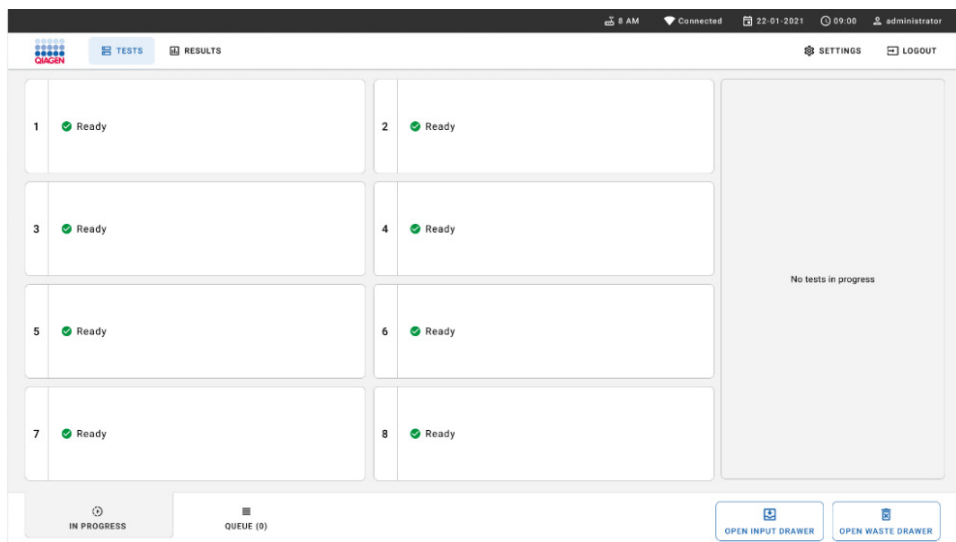 8 AM Connected 22-01-2021 09:00 administrator
QIAGEN TESTS RESULTS SETTINGS LOGOUT
1 Ready 2 Ready
3 Ready 4 Ready
No tests in progress
5 Ready 6 Ready
7 Ready 8 Ready
IN PROGRESS QUEUE (0) OPEN INPUT DRAWER OPEN WASTE DRAWER